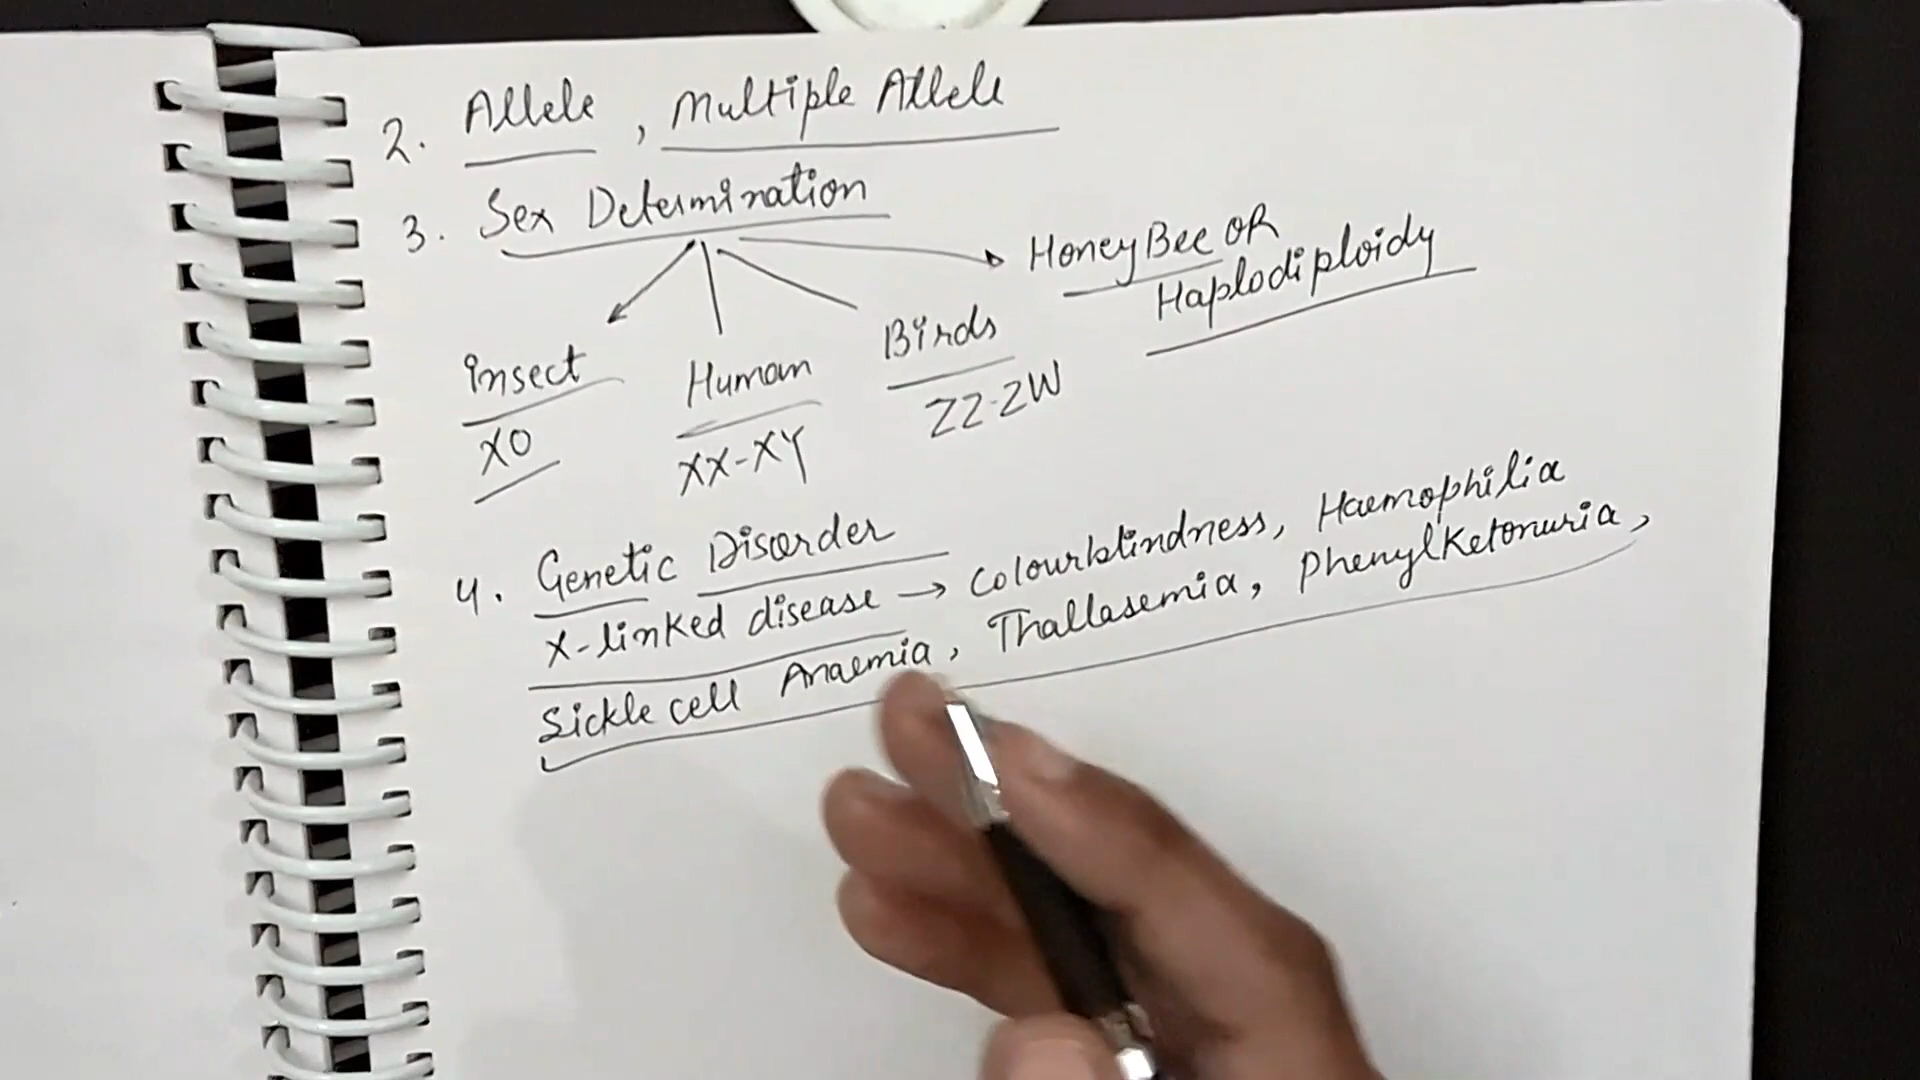 2. Allele, Multiple Allele
3. Sex Determination
HoneyBee OR
Haplodiploidy
insect
Human
Birds
XO
XX-XY
ZZ-ZW
4. Genetic Disorder
X-linked disease → Colourblindness, Haemophilia
Sickle cell Anaemia, Thallasemia, PhenylKetonuria,